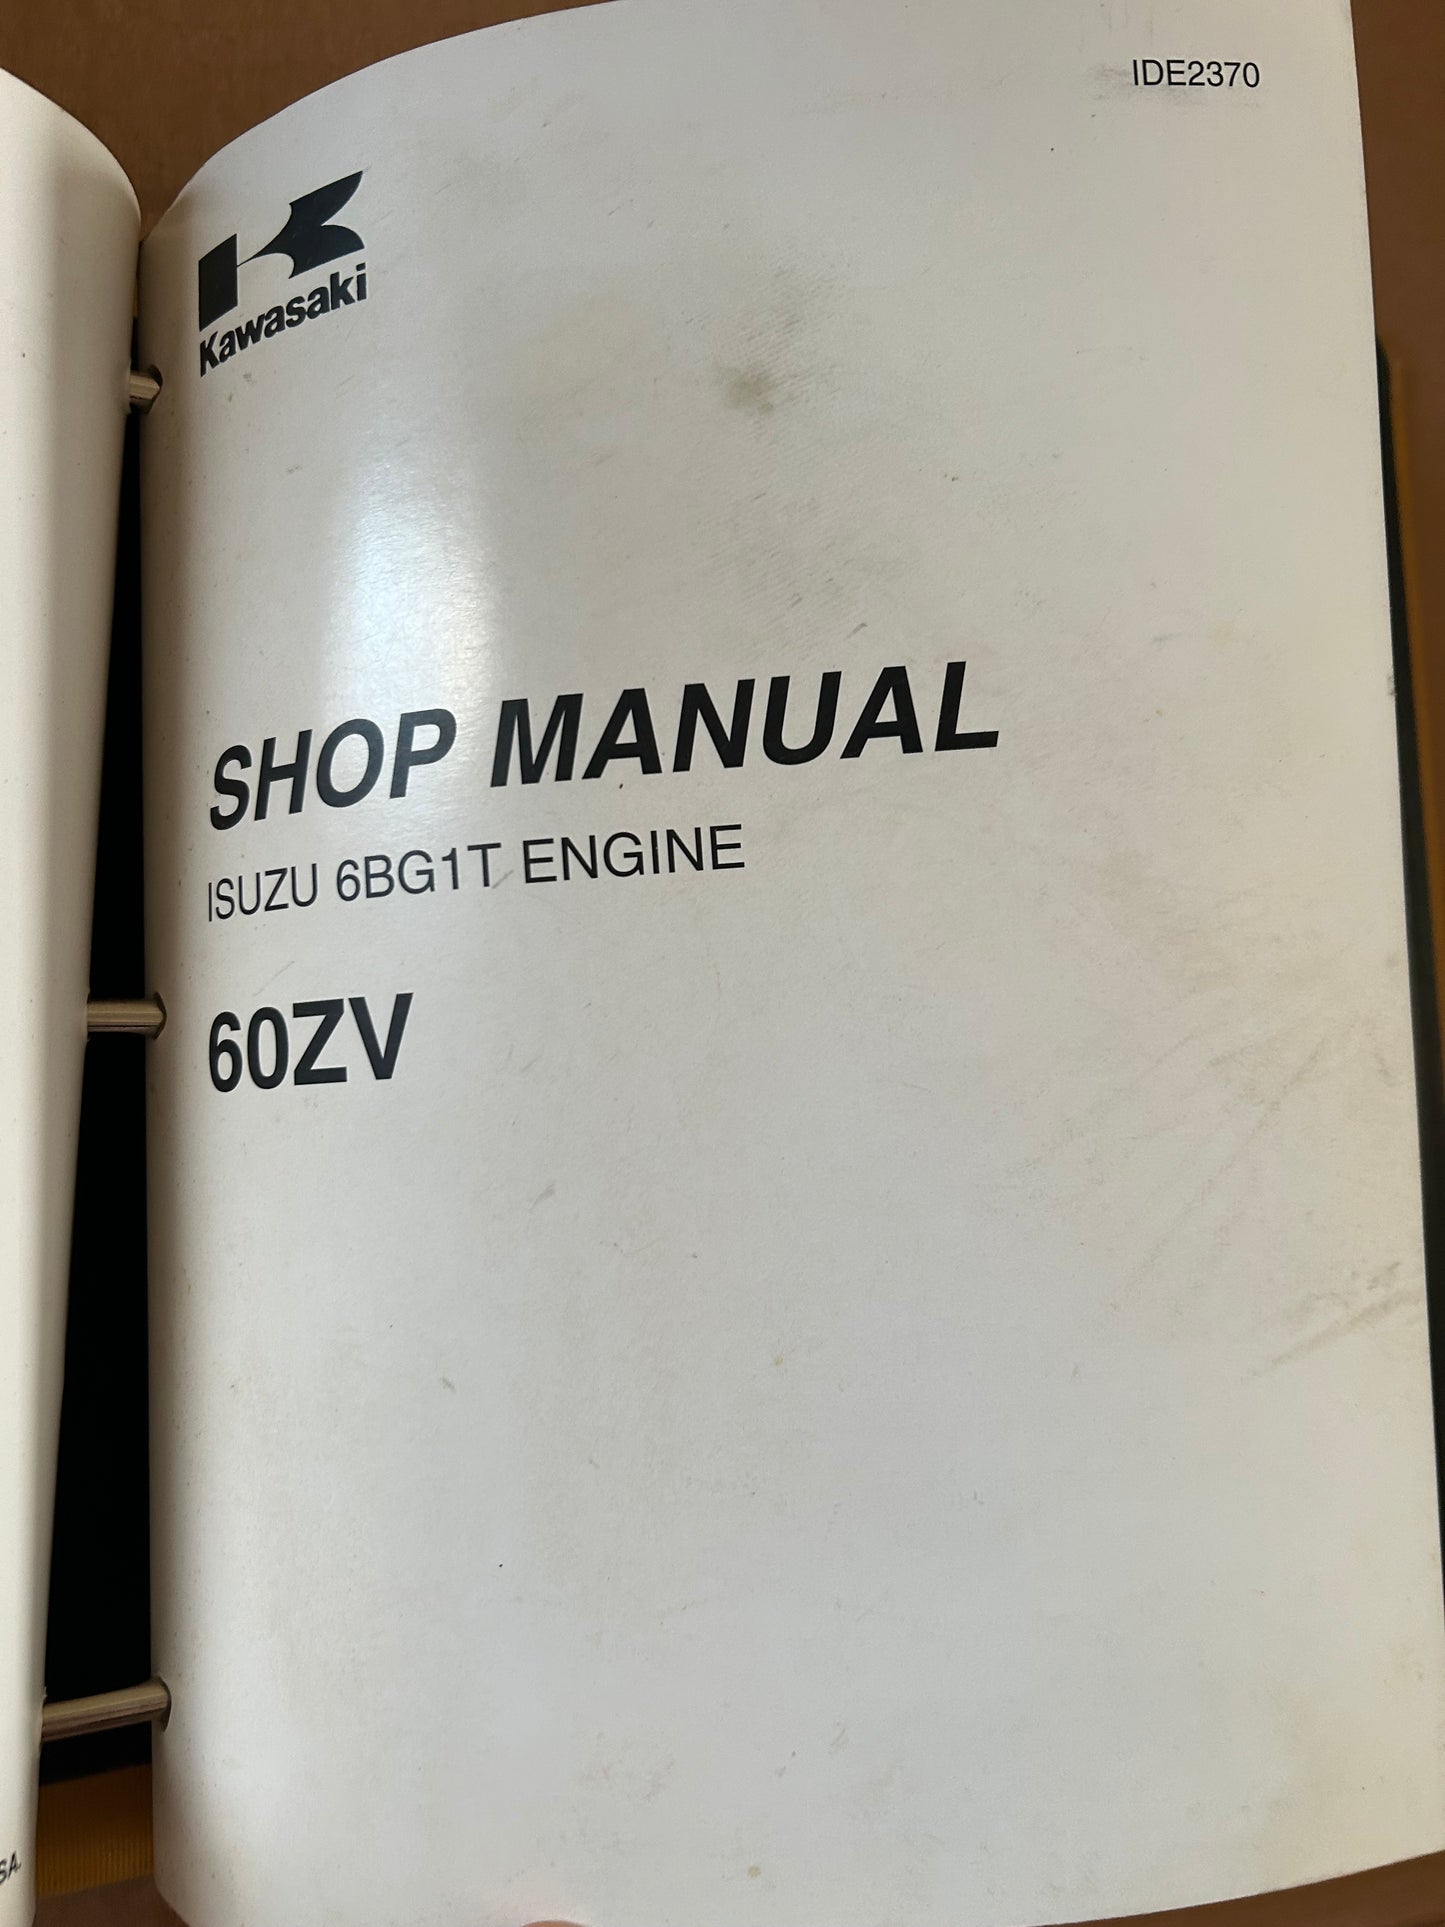 IDE2370
Kawasaki
SHOP MANUAL
ISUZU 6BG1T ENGINE
60ZV